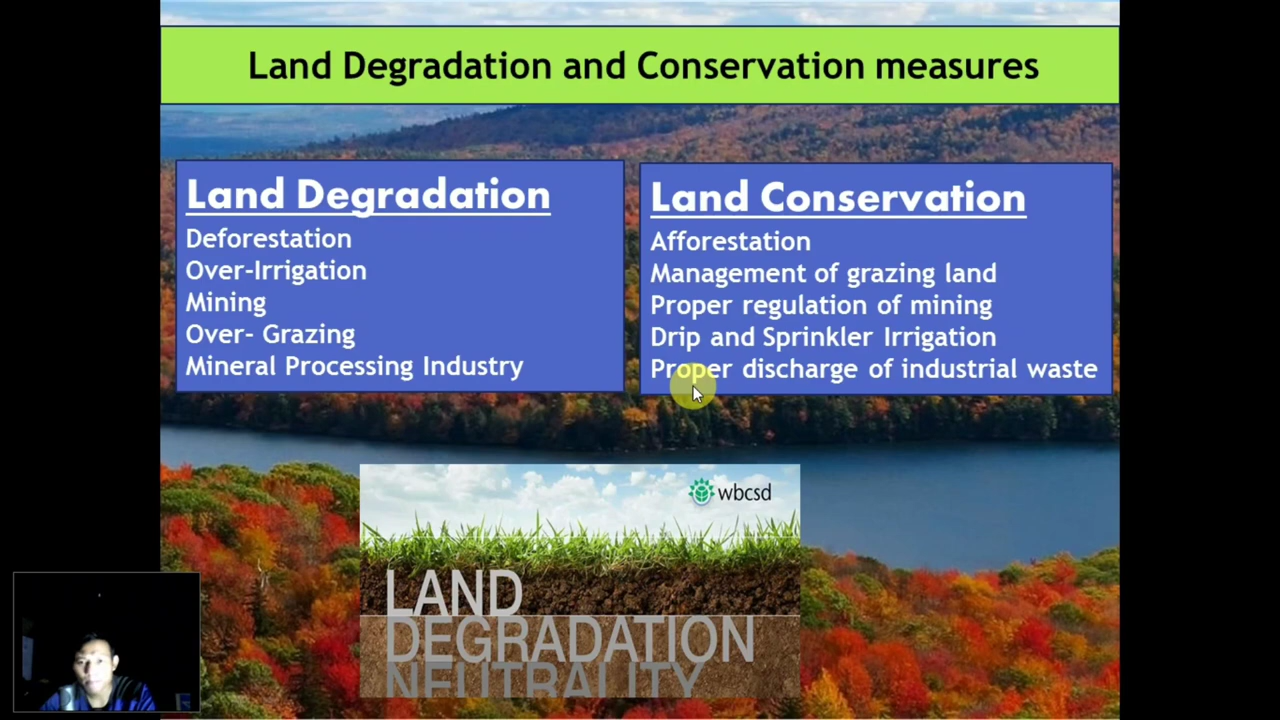 Land Degradation and Conservation measures
Land Degradation
Deforestation
Over-Irrigation
Mining
Over- Grazing
Mineral Processing Industry
Land Conservation
Afforestation
Management of grazing land
Proper regulation of mining
Drip and Sprinkler Irrigation
Proper discharge of industrial waste
wbcsd
LAND
DEGRADATION
NEUTRALITY